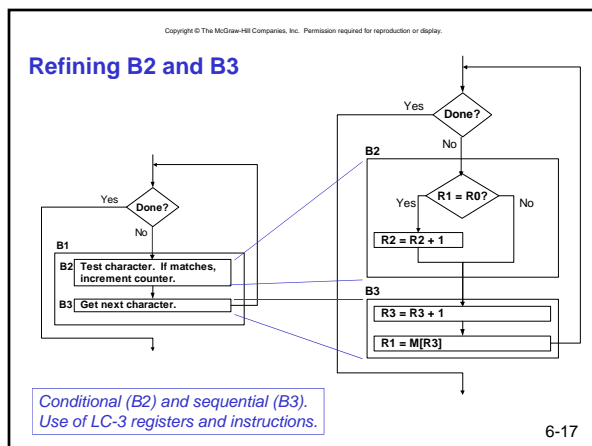 Copyright © The McGraw-Hill Companies, Inc. Permission required for reproduction or display.
Refining B2 and B3
Yes
Done?
No
B1
B2
Test character. If matches,
increment counter.
B3
Get next character.
Yes
Done?
No
B2
R1 = R0?
Yes
No
R2 = R2 + 1
B3
R3 = R3 + 1
R1 = M[R3]
Conditional (B2) and sequential (B3).
Use of LC-3 registers and instructions.
6-17